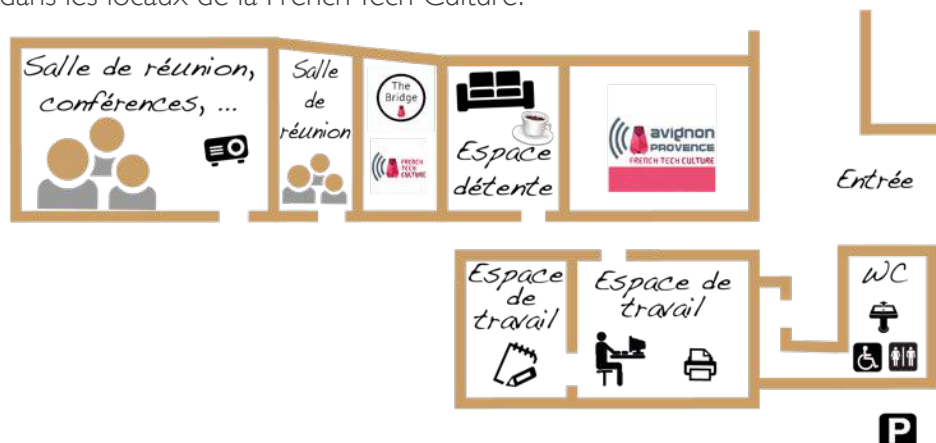 dans les locaux de la French Tech Culture.
Salle de réunion,
conférences, ...
Salle
de
réunion
The
Bridge
FRENCH
TECH
CULTURE
Espace
détente
avignon
PROVENCE
FRENCH TECH CULTURE
Entrée
Espace
de
travail
Espace de
travail
WC
P